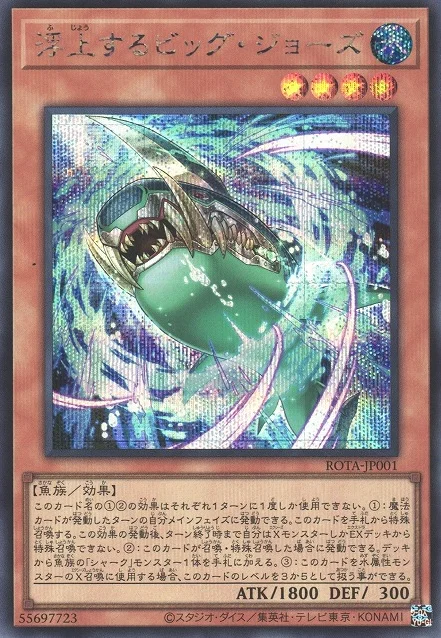 浮上するビッグ・ジョーズ
水
ROTA-JP001
【魚族／効果】
このカード名の①②の効果はそれぞれ1ターンに1度しか使用できない。①：魔法
カードが発動したターンの自分メインフェイズに発動できる。このカードを手札から特殊
召喚する。この効果の発動後、ターン終了時まで自分はXモンスターしかEXデッキから
特殊召喚できない。②：このカードが召喚・特殊召喚した場合に発動できる。デッキ
から魚族の「シャーク」モンスター1体を手札に加える。③：このカードを水属性モン
スターのX召喚に使用する場合、このカードのレベルを3か5として扱う事ができる。
ATK/1800 DEF/ 300
55697723
©スタジオ・ダイス／集英社・テレビ東京・KONAMI